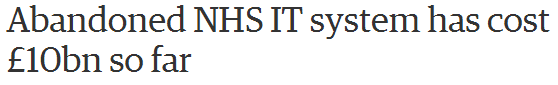 Abandoned NHS IT system has cost
£10bn so far